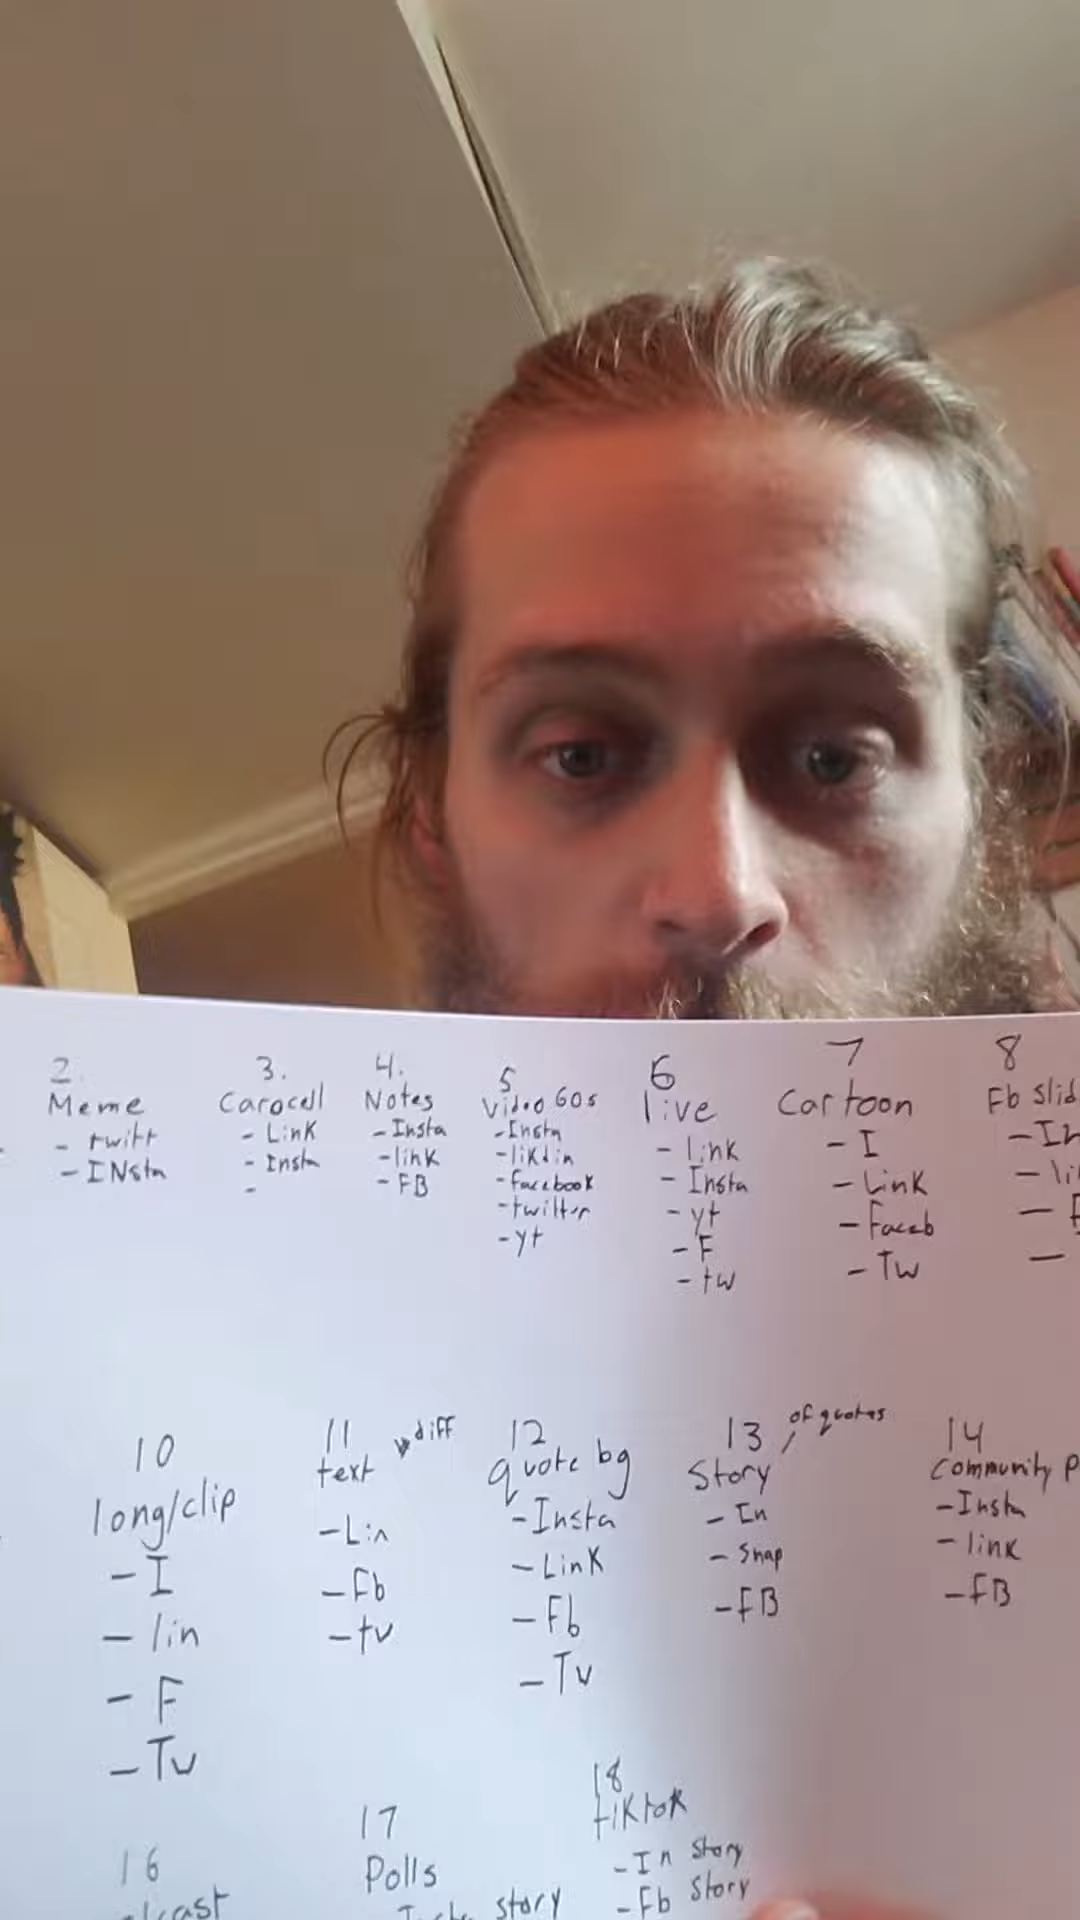 2.
Meme
- twitt
- INsta
3.
Carocell
- Link
- Insta
-
4.
Notes
- Insta
- link
- FB
5
Video 60s
- Insta
- likdin
- facebook
- twitter
- yt
6
live
- link
- Insta
- yt
- F
- tw
7
Cartoon
- I
- Link
- Faceb
- Tw
8
Fb slid
10
long/clip
- I
- lin
- F
- Tw
11
text diff
- Lin
- Fb
- tw
12
quote bg
- Insta
- Link
- Fb
- Tw
13 of quotes
Story
- In
- Snap
- FB
14
Community P
- Insta
- link
- FB
16
17
Polls
story
18
tiktok
- In story
- Fb story